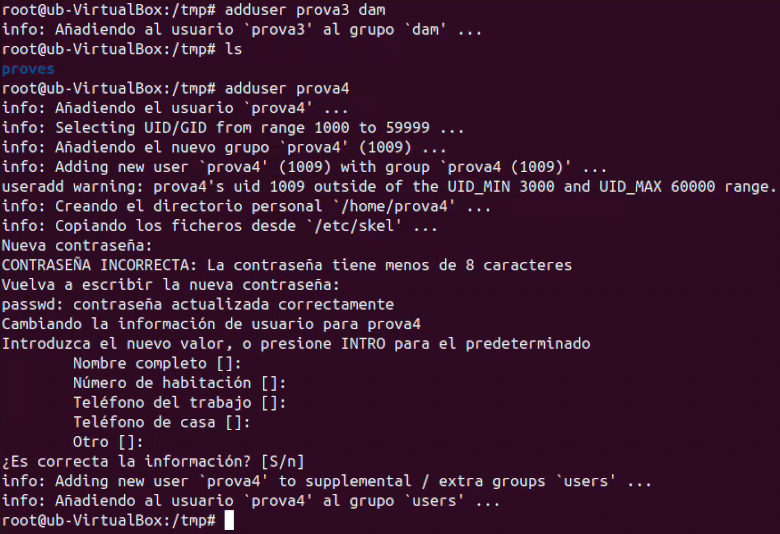 root@ub-VirtualBox:/tmp# adduser prova3 dam
info: Añadiendo al usuario `prova3' al grupo `dam' ...
root@ub-VirtualBox:/tmp# ls
proves
root@ub-VirtualBox:/tmp# adduser prova4
info: Añadiendo el usuario `prova4' ...
info: Selecting UID/GID from range 1000 to 59999 ...
info: Añadiendo el nuevo grupo `prova4' (1009) ...
info: Adding new user `prova4' (1009) with group `prova4 (1009)' ...
useradd warning: prova4's uid 1009 outside of the UID_MIN 3000 and UID_MAX 60000 range.
info: Creando el directorio personal `/home/prova4' ...
info: Copiando los ficheros desde `/etc/skel' ...
Nueva contraseña:
CONTRASEÑA INCORRECTA: La contraseña tiene menos de 8 caracteres
Vuelva a escribir la nueva contraseña:
passwd: contraseña actualizada correctamente
Cambiando la información de usuario para prova4
Introduzca el nuevo valor, o presione INTRO para el predeterminado
        Nombre completo []:
        Número de habitación []:
        Teléfono del trabajo []:
        Teléfono de casa []:
        Otro []:
¿Es correcta la información? [S/n]
info: Adding new user `prova4' to supplemental / extra groups `users' ...
info: Añadiendo al usuario `prova4' al grupo `users' ...
root@ub-VirtualBox:/tmp#